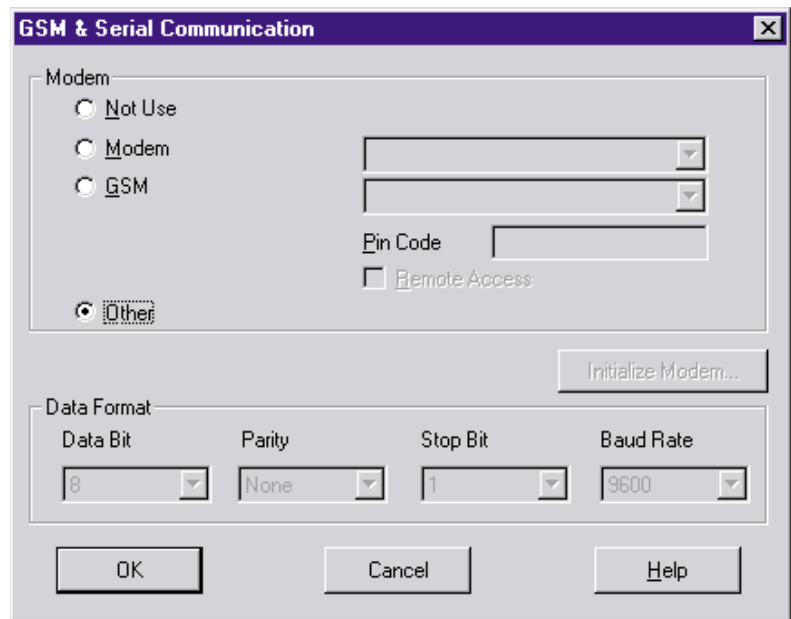 GSM & Serial Communication
Modem
Not Use
Modem
GSM
Pin Code
Remote Access
Other
Initialize Modem...
Data Format
Data Bit Parity Stop Bit Baud Rate
8 None 1 9600
OK Cancel Help